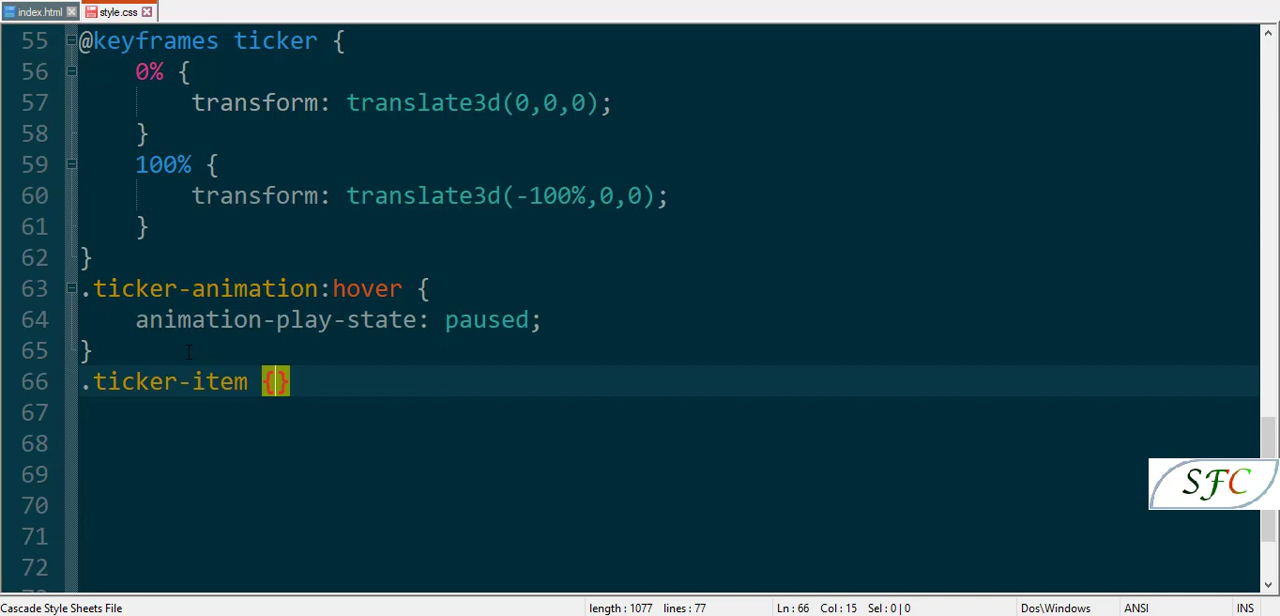 index.html style.css
55 @keyframes ticker {
56 0% {
57 transform: translate3d(0,0,0);
58 }
59 100% {
60 transform: translate3d(-100%,0,0);
61 }
62 }
63 .ticker-animation:hover {
64 animation-play-state: paused;
65 }
66 .ticker-item {}
67
68
69
70
71
72
SFC
Cascade Style Sheets File length : 1077 lines : 77 Ln : 66 Col : 15 Sel : 0 | 0 Dos\Windows ANSI INS